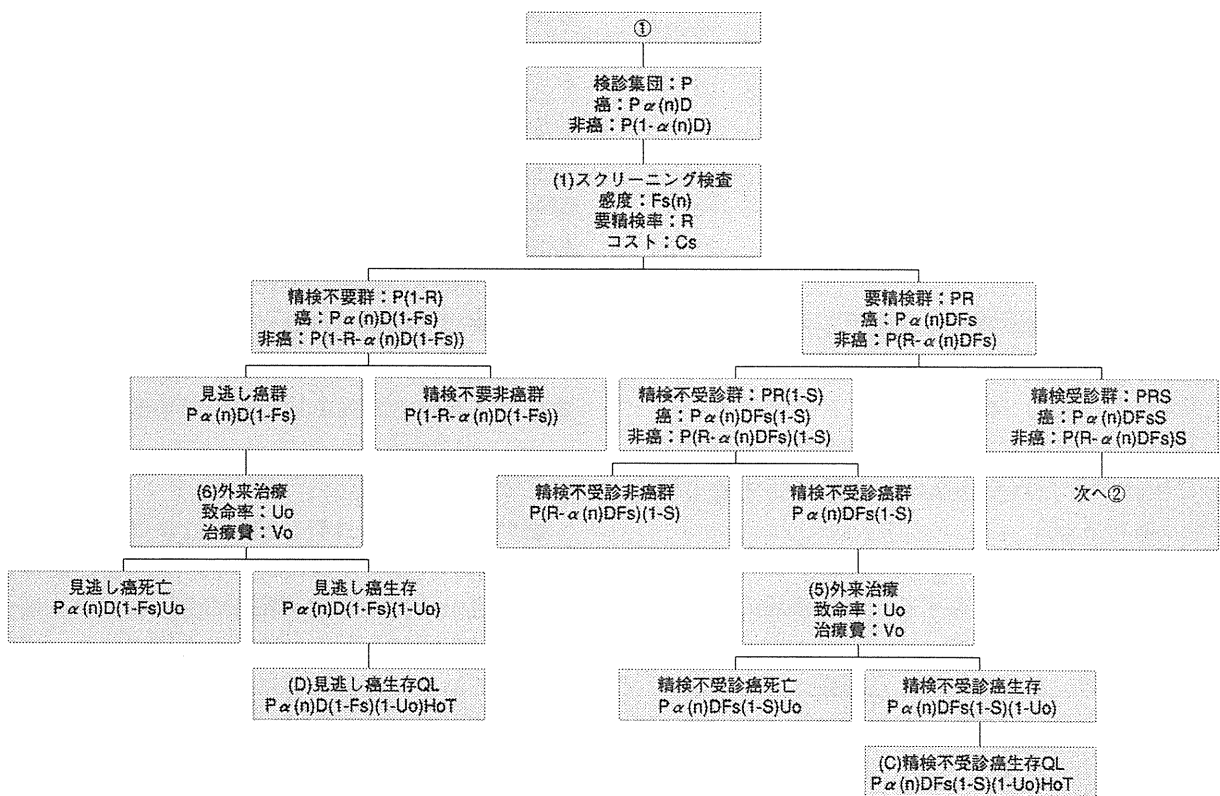 ①
検診集団：P
癌：Pα(n)D
非癌：P(1-α(n)D)
(1)スクリーニング検査
感度：Fs(n)
要精検率：R
コスト：Cs
精検不要群：P(1-R)
癌：Pα(n)D(1-Fs)
非癌：P(1-R-α(n)D(1-Fs))
要精検群：PR
癌：Pα(n)DFs
非癌：P(R-α(n)DFs)
見逃し癌群
Pα(n)D(1-Fs)
精検不要非癌群
P(1-R-α(n)D(1-Fs))
精検不受診群：PR(1-S)
癌：Pα(n)DFs(1-S)
非癌：P(R-α(n)DFs)(1-S)
精検受診群：PRS
癌：Pα(n)DFsS
非癌：P(R-α(n)DFs)S
(6)外来治療
致命率：Uo
治療費：Vo
精検不受診非癌群
P(R-α(n)DFs)(1-S)
精検不受診癌群
Pα(n)DFs(1-S)
次へ②
見逃し癌死亡
Pα(n)D(1-Fs)Uo
見逃し癌生存
Pα(n)D(1-Fs)(1-Uo)
(5)外来治療
致命率：Uo
治療費：Vo
(D)見逃し癌生存QL
Pα(n)D(1-Fs)(1-Uo)HoT
精検不受診癌死亡
Pα(n)DFs(1-S)Uo
精検不受診癌生存
Pα(n)DFs(1-S)(1-Uo)
(C)精検不受診癌生存QL
Pα(n)DFs(1-S)(1-Uo)HoT